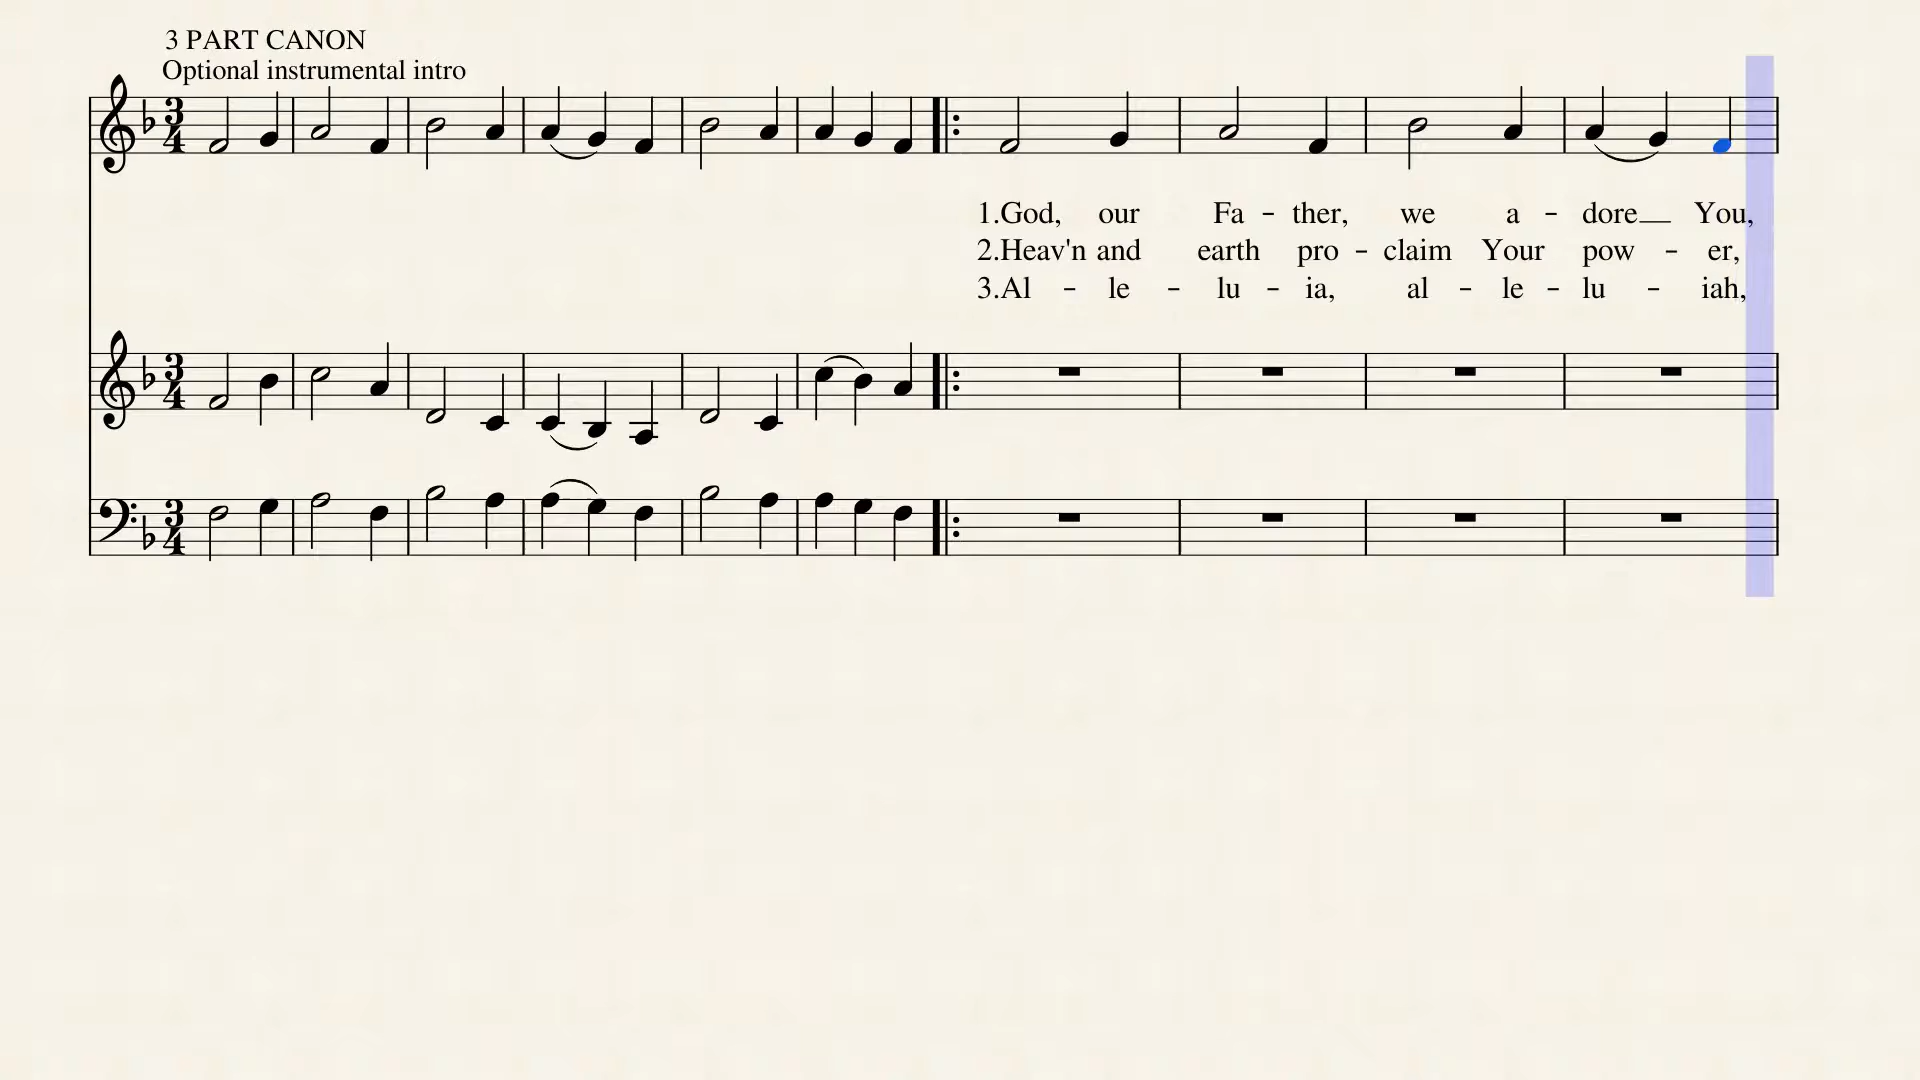 3 PART CANON
Optional instrumental intro
1.God, our Fa - ther, we a - dore__ You,
2.Heav'n and earth pro - claim Your pow - er,
3.Al - le - lu - ia, al - le - lu - iah,